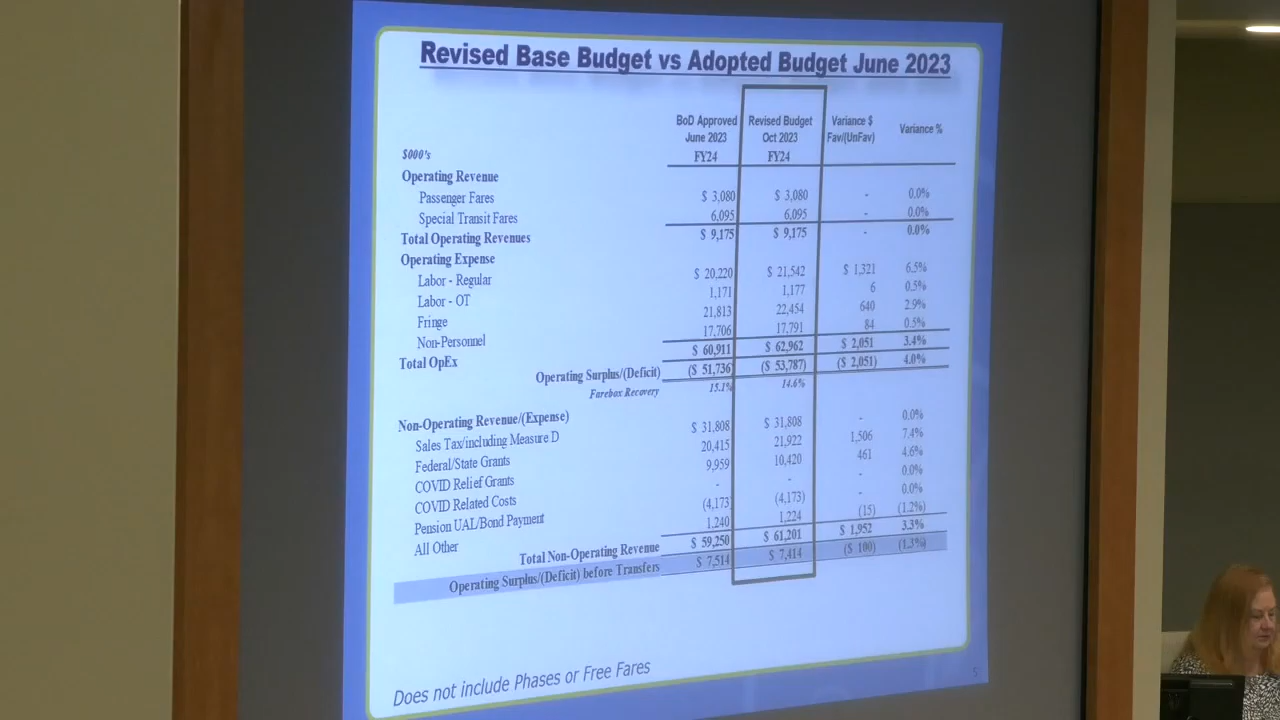 Revised Base Budget vs Adopted Budget June 2023
BoD Approved Revised Budget Variance $ Variance %
June 2023 Oct 2023 Fav/(UnFav)
$000's FY24 FY24
Operating Revenue
Passenger Fares $ 3,080 $ 3,080 - 0.0%
Special Transit Fares 6,095 6,095 - 0.0%
Total Operating Revenues $ 9,175 $ 9,175 - 0.0%
Operating Expense
Labor - Regular $ 20,220 $ 21,542 $ 1,321 6.5%
Labor - OT 1,171 1,177 6 0.5%
Fringe 21,813 22,454 640 2.9%
Non-Personnel 17,706 17,791 84 0.5%
Total OpEx $ 60,911 $ 62,962 $ 2,051 3.4%
Operating Surplus/(Deficit) ($ 51,736) ($ 53,787) ($ 2,051) 4.0%
Farebox Recovery 15.1% 14.6%
Non-Operating Revenue/(Expense)
Sales Tax/including Measure D $ 31,808 $ 31,808 - 0.0%
Federal/State Grants 20,415 21,922 1,506 7.4%
COVID Relief Grants 9,959 10,420 461 4.6%
COVID Related Costs - - - 0.0%
Pension UAL/Bond Payment (4,173) (4,173) - 0.0%
All Other 1,240 1,224 (15) (1.2%)
Total Non-Operating Revenue $ 59,250 $ 61,201 $ 1,952 3.3%
Operating Surplus/(Deficit) before Transfers $ 7,514 $ 7,414 ($ 100) (1.3%)
Does not include Phases or Free Fares
5